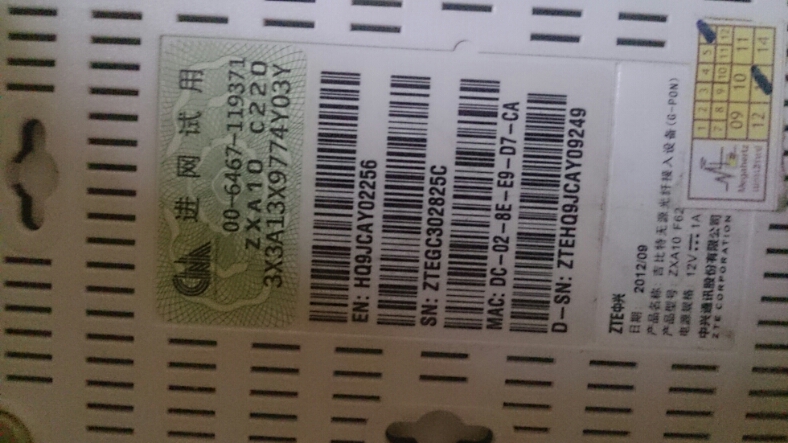 进网试用
00-6467-119371
ZXA10 C220
3X3A13X9774Y03Y
EN: HQ9JCAY02256
SN: ZTEGC302825C
MAC: DC-02-8E-E9-D7-CA
D-SN: ZTEHQ9JCAY09249
ZTE中兴
日期 2012/09
产品名称: 吉比特无源光纤接入设备(G-PON)
产品型号: ZXA10 F62
电源规格: 12V 1A
中兴通讯股份有限公司
ZTE CORPORATION
1 2 3 4 5
7 8 9 10 11 12
09 10 11
12 14
Megahertz